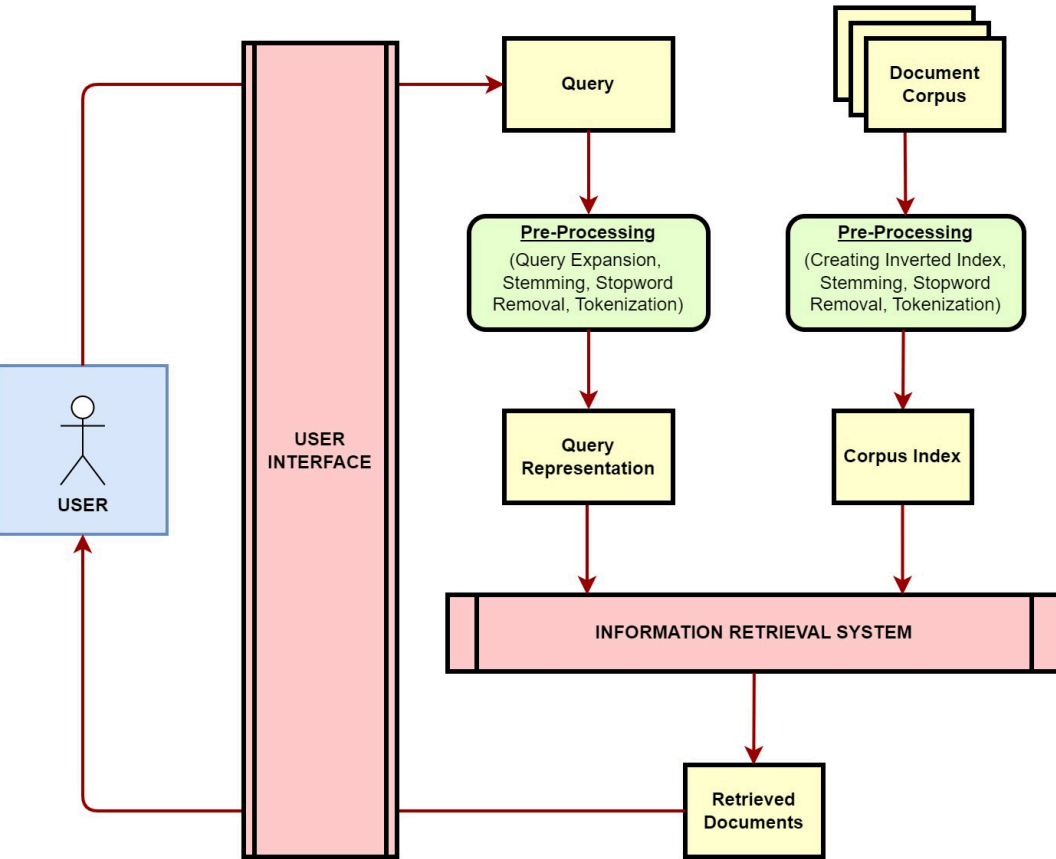 Query
Document
Corpus
Pre-Processing
(Query Expansion,
Stemming, Stopword
Removal, Tokenization)
Pre-Processing
(Creating Inverted Index,
Stemming, Stopword
Removal, Tokenization)
USER
USER
INTERFACE
Query
Representation
Corpus Index
INFORMATION RETRIEVAL SYSTEM
Retrieved
Documents